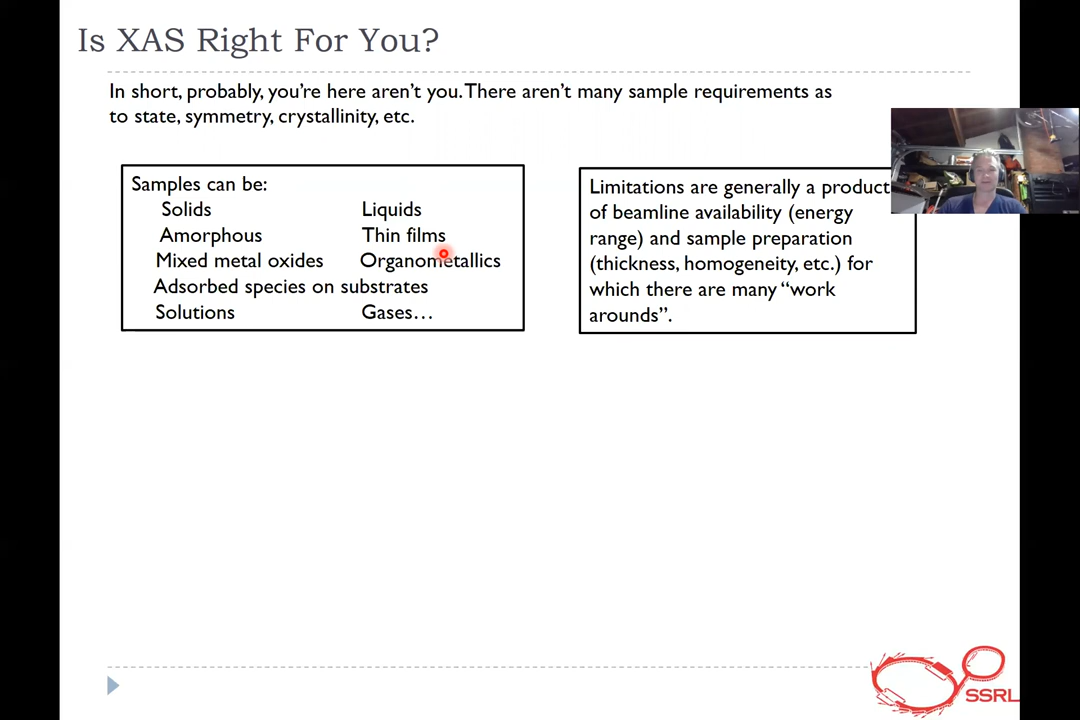 Is XAS Right For You?
In short, probably, you're here aren't you. There aren't many sample requirements as
to state, symmetry, crystallinity, etc.
Samples can be:
Solids Liquids
Amorphous Thin films
Mixed metal oxides Organometallics
Adsorbed species on substrates
Solutions Gases…
Limitations are generally a product
of beamline availability (energy
range) and sample preparation
(thickness, homogeneity, etc.) for
which there are many “work
arounds”.
SSRL